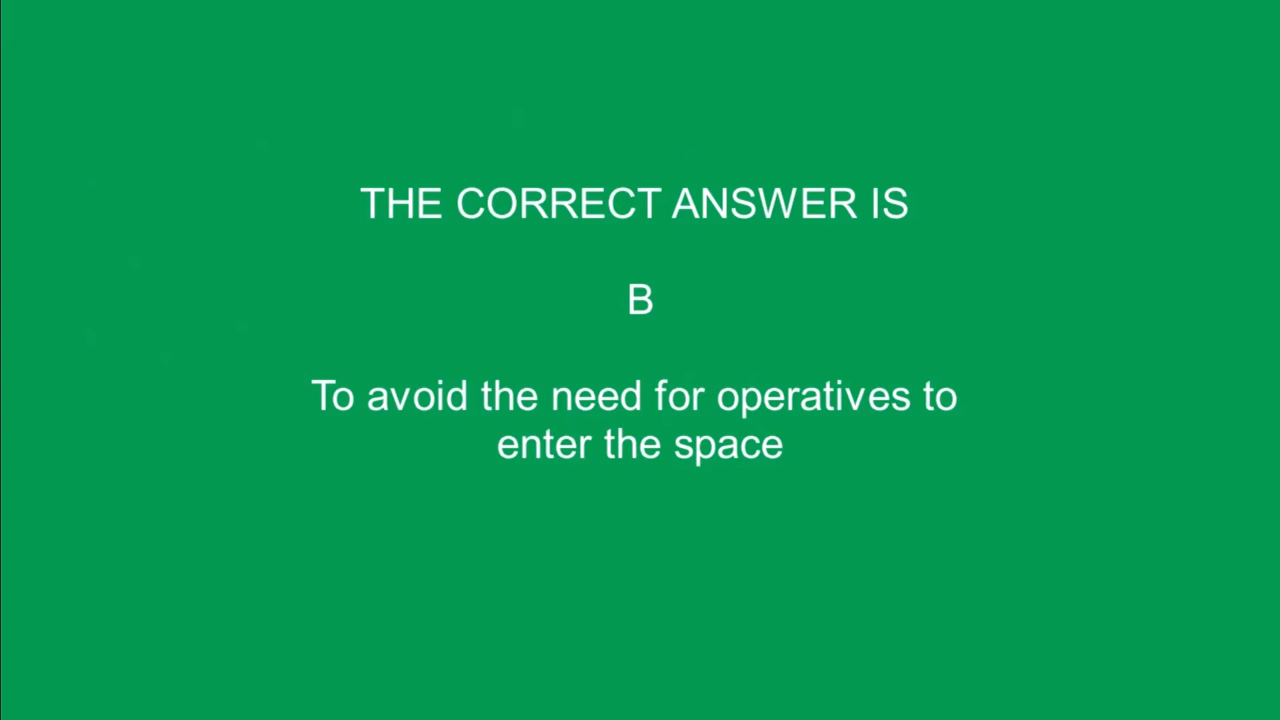 THE CORRECT ANSWER IS
B
To avoid the need for operatives to
enter the space